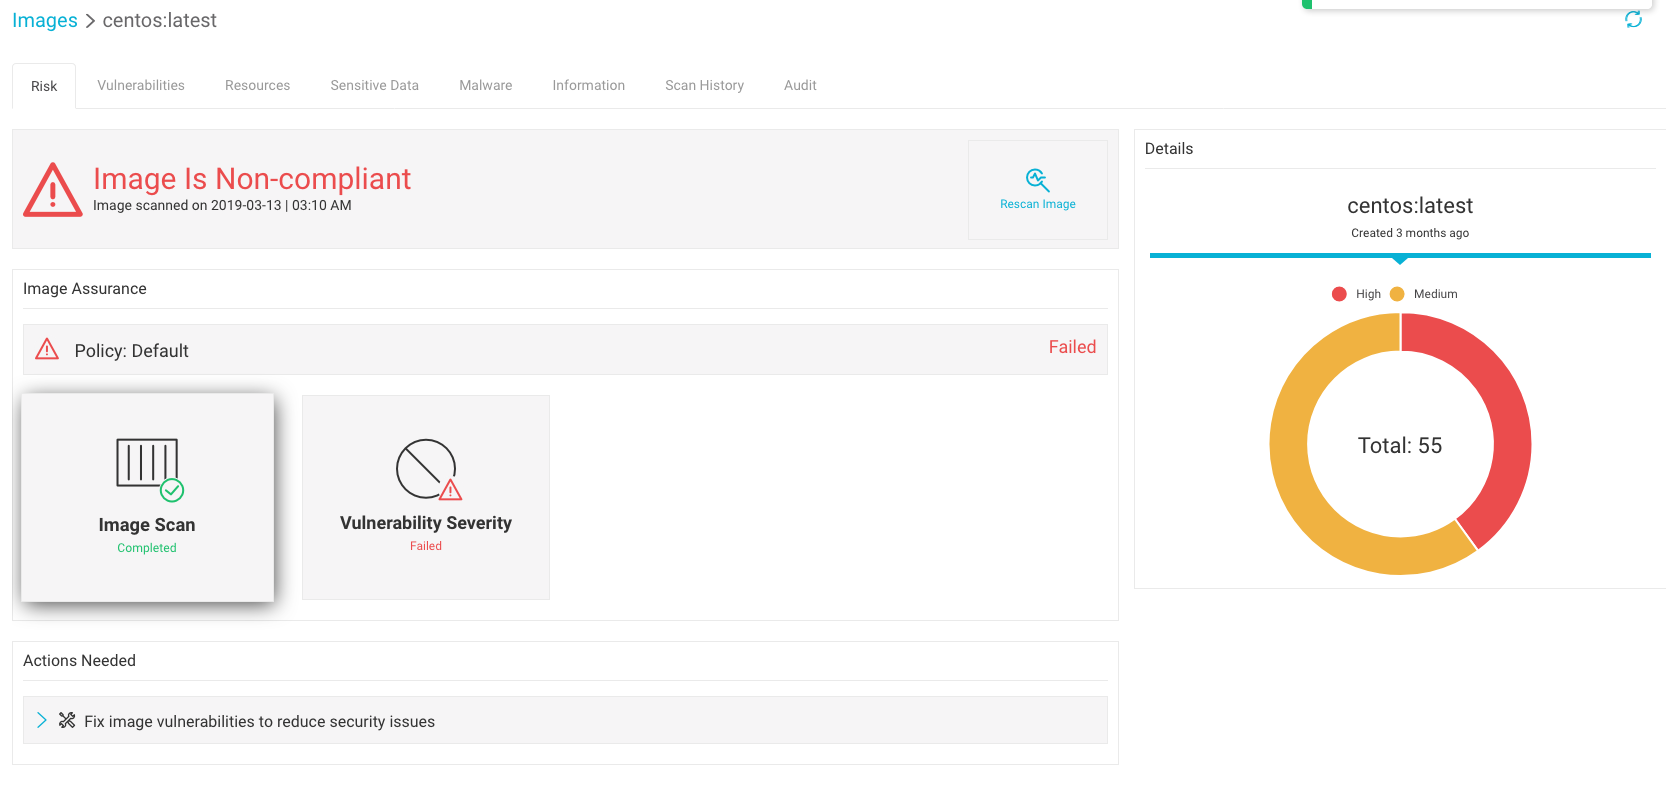 Images > centos:latest
Risk Vulnerabilities Resources Sensitive Data Malware Information Scan History Audit
Image Is Non-compliant
Image scanned on 2019-03-13 | 03:10 AM
Rescan Image
Image Assurance
Policy: Default Failed
Image Scan
Completed
Vulnerability Severity
Failed
Actions Needed
Fix image vulnerabilities to reduce security issues
Details
centos:latest
Created 3 months ago
High Medium
Total: 55